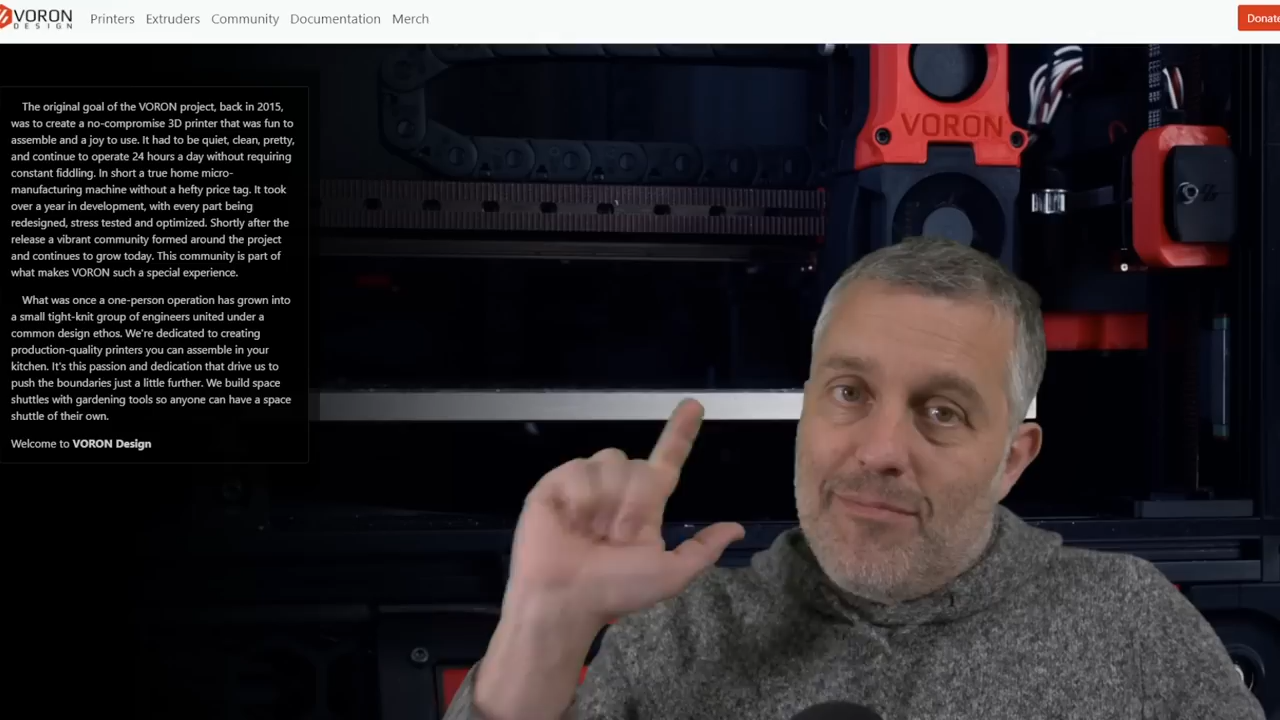 VORON
DESIGN
Printers
Extruders
Community
Documentation
Merch
Donate
The original goal of the VORON project, back in 2015,
was to create a no-compromise 3D printer that was fun to
assemble and a joy to use. It had to be quiet, clean, pretty,
and continue to operate 24 hours a day without requiring
constant fiddling. In short a true home micro-
manufacturing machine without a hefty price tag. It took
over a year in development, with every part being
redesigned, stress tested and optimized. Shortly after the
release a vibrant community formed around the project
and continues to grow today. This community is part of
what makes VORON such a special experience.
What was once a one-person operation has grown into
a small tight-knit group of engineers united under a
common design ethos. We're dedicated to creating
production-quality printers you can assemble in your
kitchen. It's this passion and dedication that drive us to
push the boundaries just a little further. We build space
shuttles with gardening tools so anyone can have a space
shuttle of their own.
Welcome to VORON Design
VORON